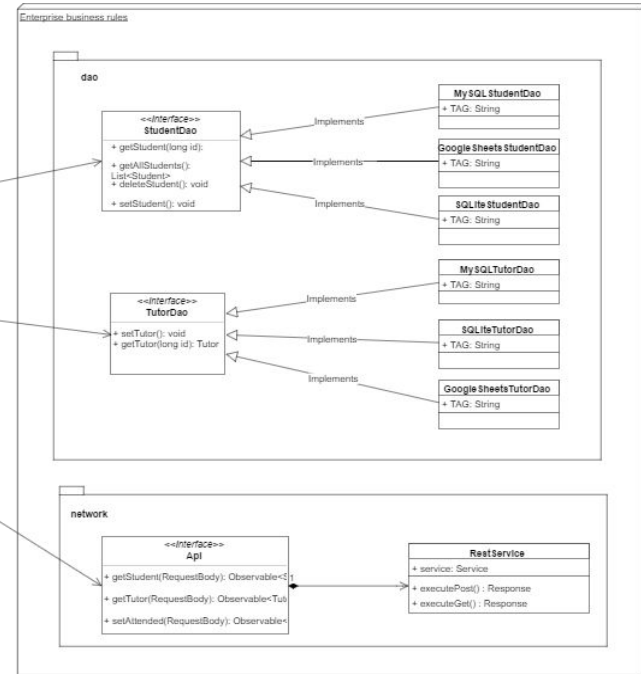 Enterprise business rules
dao
<<Interface>>
StudentDao
+ getStudent(long id):
+ getAllStudents():
List<Student>
+ deleteStudent(): void
+ setStudent(): void
Implements
Implements
Implements
MySQLStudentDao
+ TAG: String
GoogleSheetsStudentDao
+ TAG: String
SQLiteStudentDao
+ TAG: String
<<Interface>>
TutorDao
+ setTutor(): void
+ getTutor(long id): Tutor
Implements
Implements
Implements
MySQLTutorDao
+ TAG: String
SQLiteTutorDao
+ TAG: String
GoogleSheetsTutorDao
+ TAG: String
network
<<Interface>>
Api
+ getStudent(RequestBody): Observable<S
+ getTutor(RequestBody): Observable<Tut
+ setAttended(RequestBody): Observable<
1
RestService
+ service: Service
+ executePost() : Response
+ executeGet() : Response